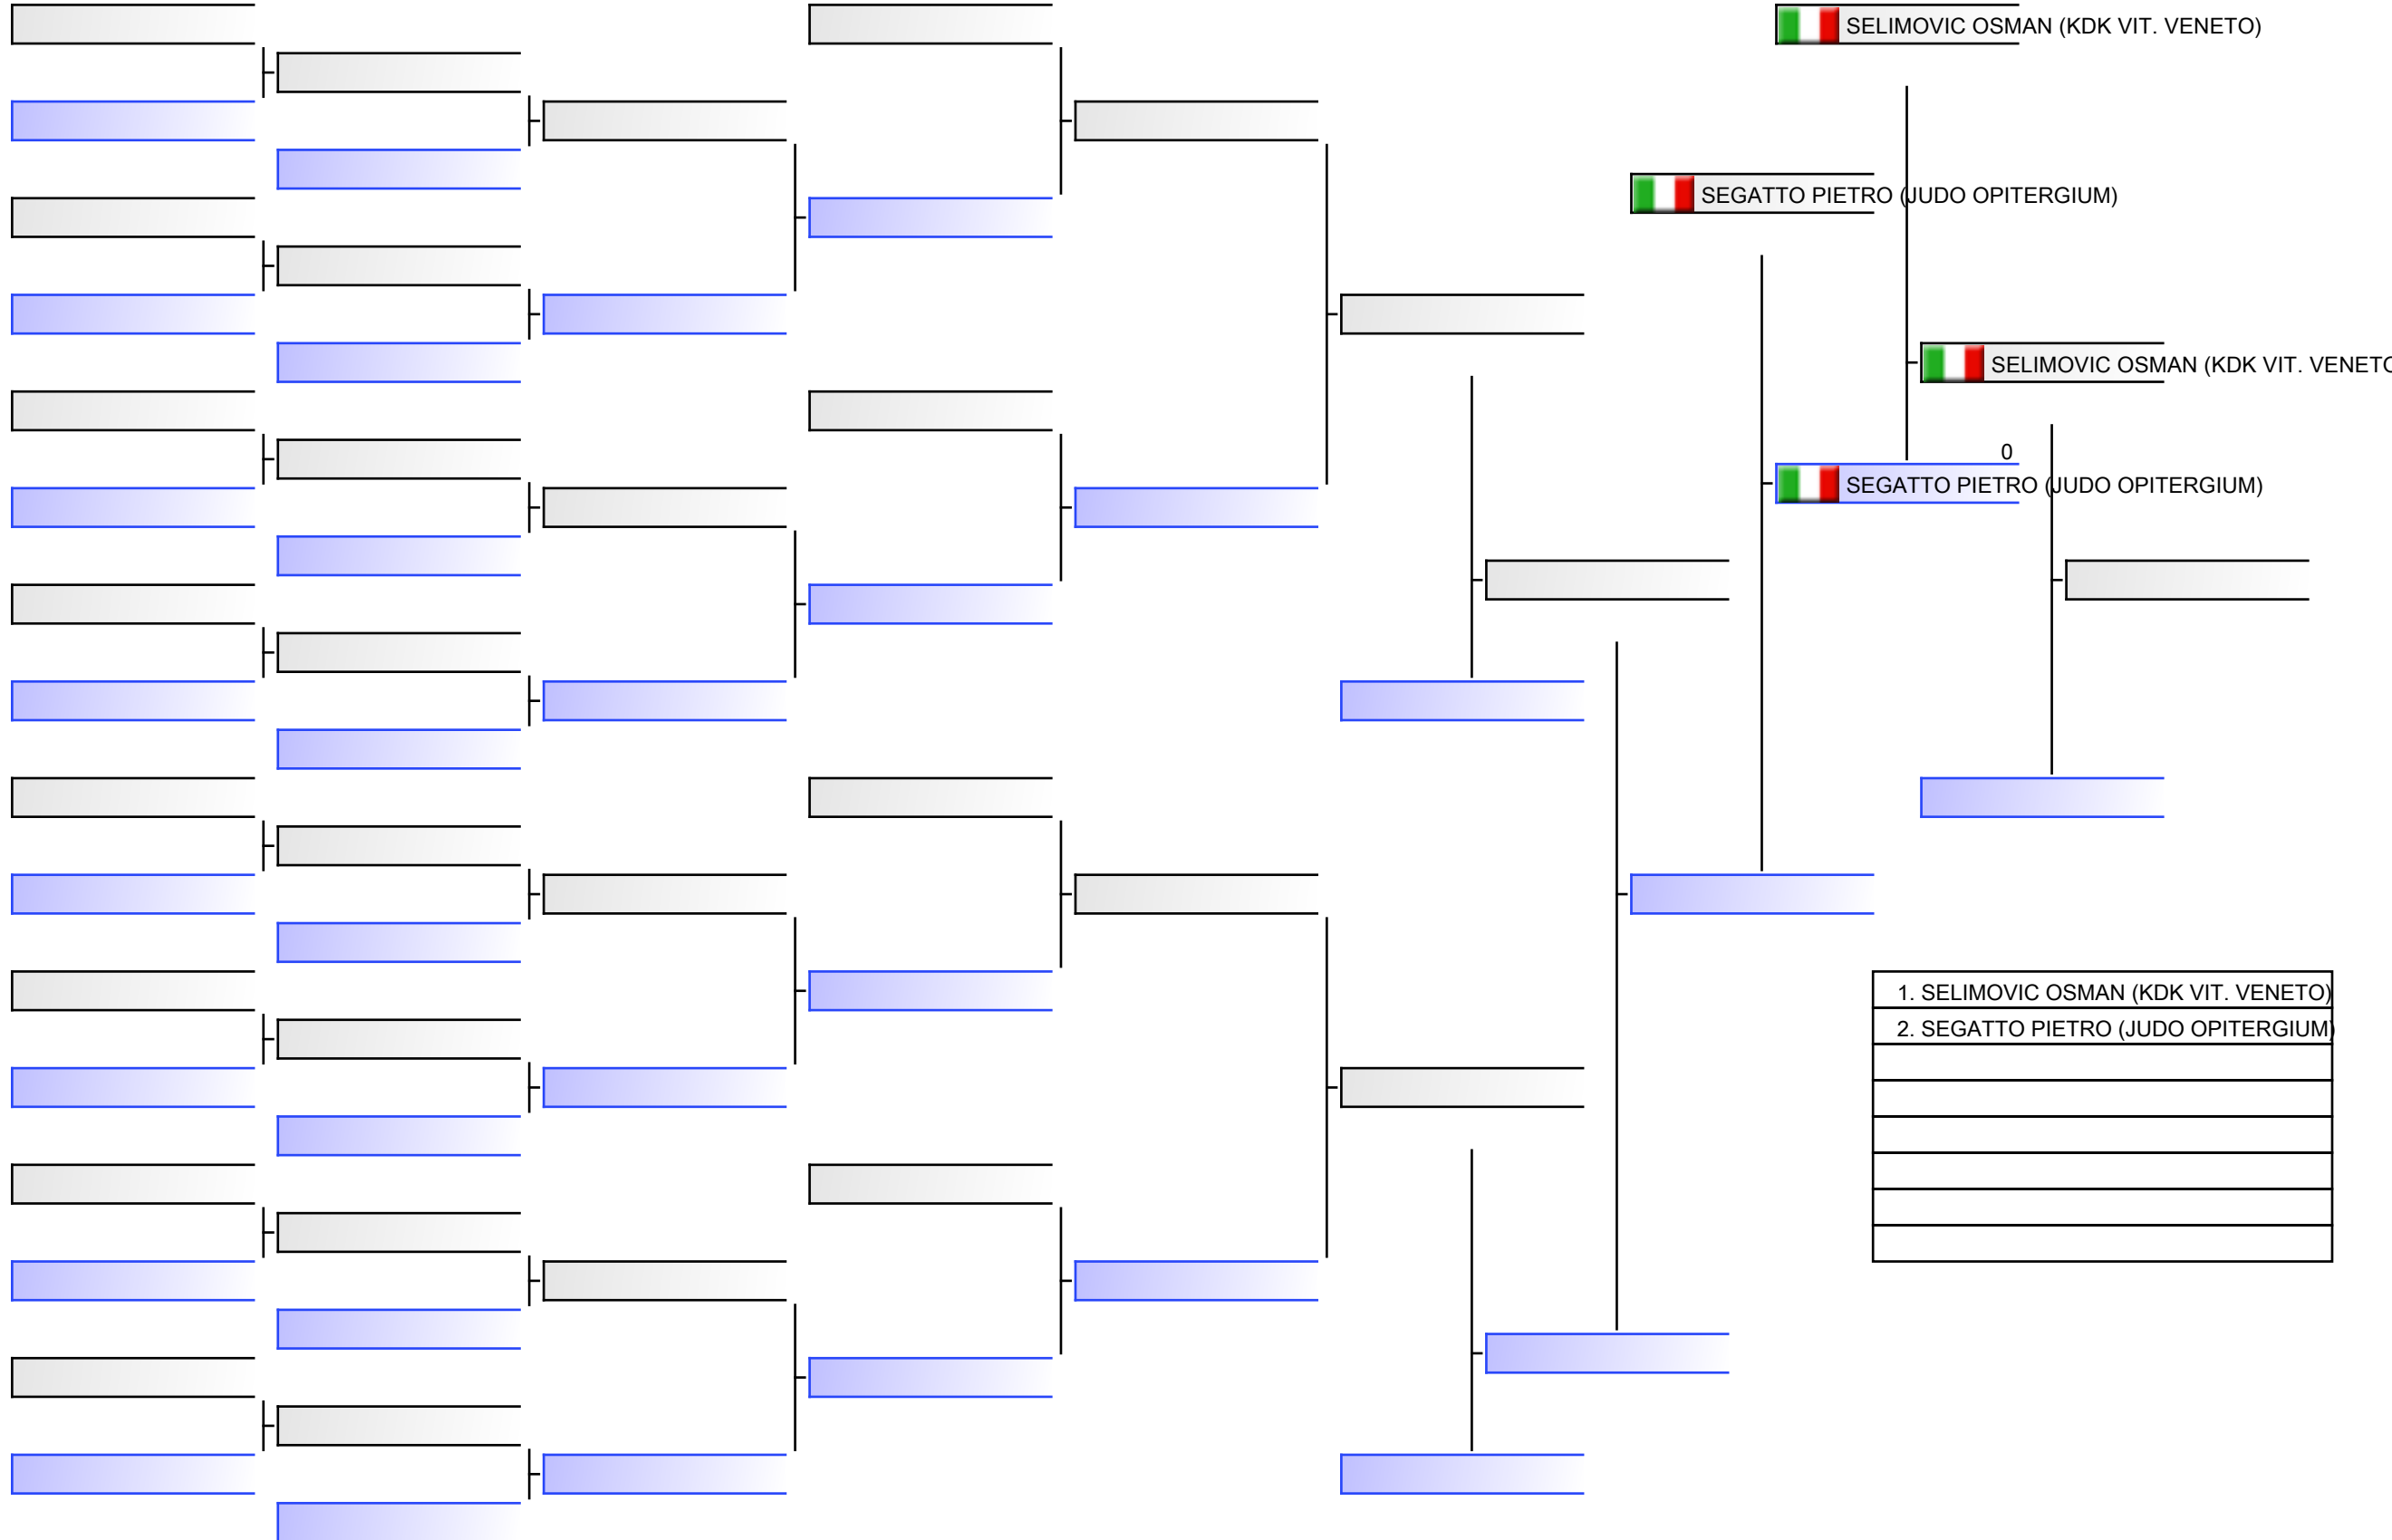 SELIMOVIC OSMAN (KDK VIT. VENETO)
SEGATTO PIETRO (JUDO OPITERGIUM)
SELIMOVIC OSMAN (KDK VIT. VENETO
0
SEGATTO PIETRO (JUDO OPITERGIUM)
1. SELIMOVIC OSMAN (KDK VIT. VENETO)
2. SEGATTO PIETRO (JUDO OPITERGIUM)